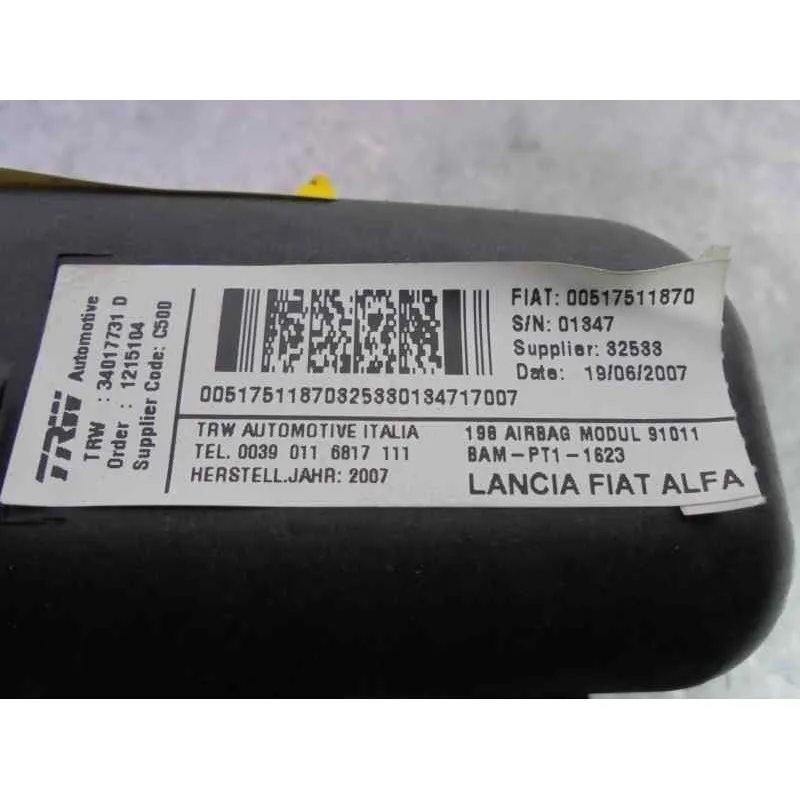 TRW Automotive
TRW : 34017731 D
Order : 1215104
Supplier Code: C500
FIAT: 00517511870
S/N: 01347
Supplier: 32533
Date: 19/06/2007
00517511870325330134717007
TRW AUTOMOTIVE ITALIA
TEL. 0039 011 6817 111
HERSTELL.JAHR: 2007
198 AIRBAG MODUL 91011
BAM-PT1-1623
LANCIA FIAT ALFA